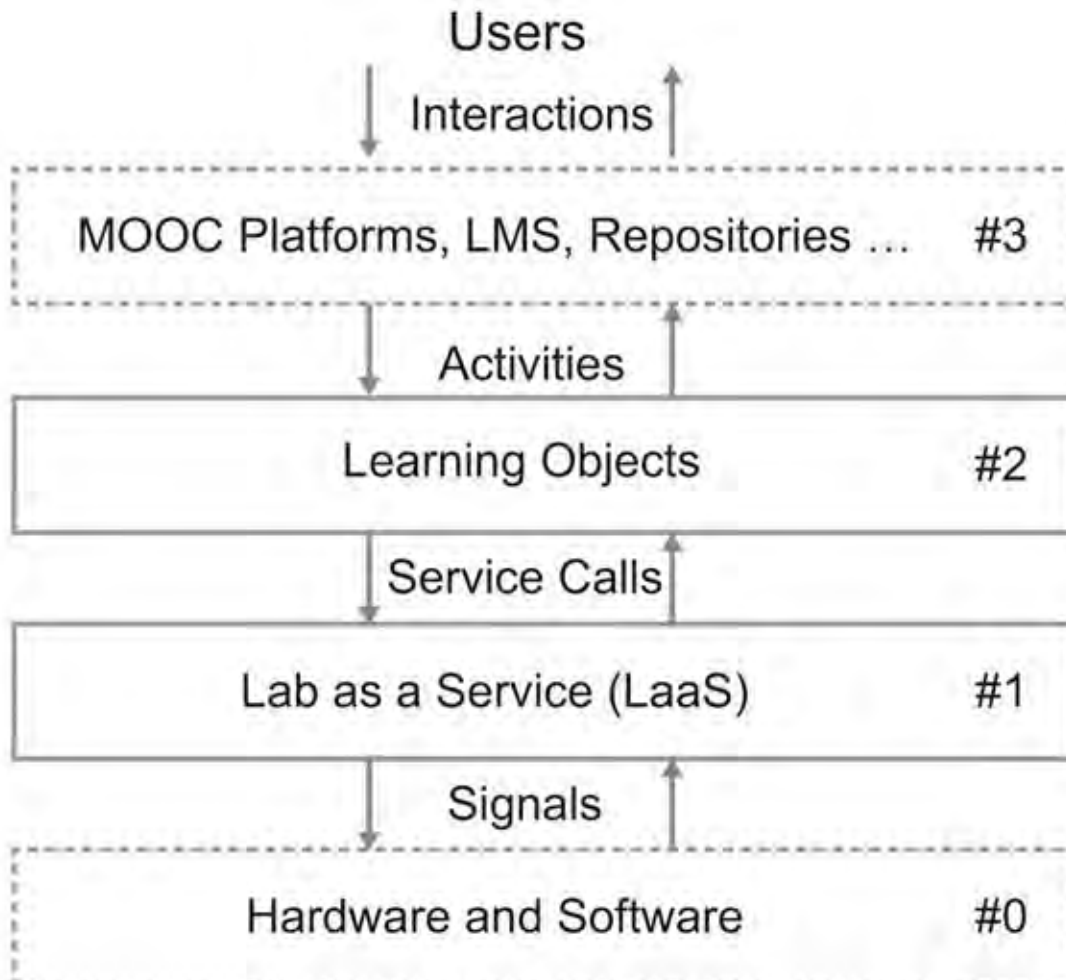 Users
Interactions
MOOC Platforms, LMS, Repositories ... #3
Activities
Learning Objects #2
Service Calls
Lab as a Service (LaaS) #1
Signals
Hardware and Software #0